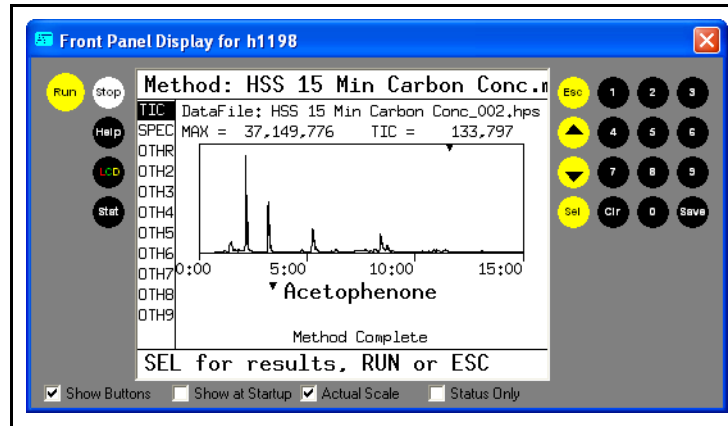 Front Panel Display for h1198
Run
Stop
Help
LCD
Stat
Method: HSS 15 Min Carbon Conc.m
TIC
SPEC
OTHR
OTH2
OTH3
OTH4
OTH5
OTH6
OTH7
OTH8
OTH9
DataFile: HSS 15 Min Carbon Conc_002.hps
MAX = 37,149,776 TIC = 133,797
0:00 5:00 10:00 15:00
Acetophenone
Method Complete
SEL for results, RUN or ESC
Esc 1 2 3
4 5 6
7 8 9
Sel Clr 0 Save
Show Buttons Show at Startup Actual Scale Status Only